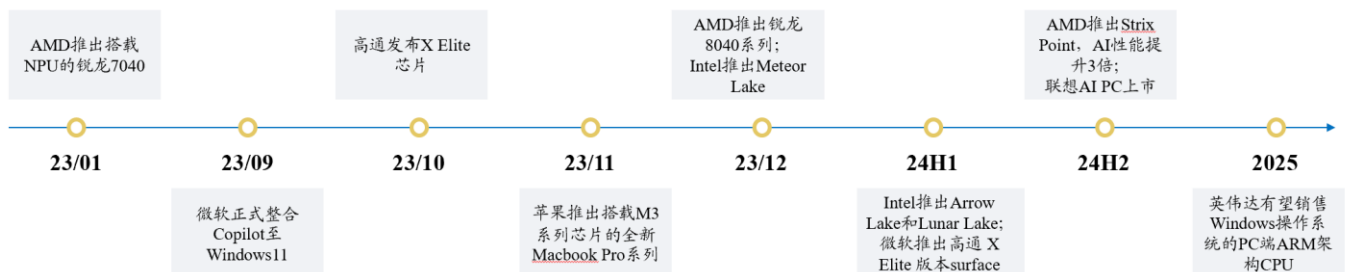 AMD推出搭载
NPU的锐龙7040
高通发布X Elite
芯片
AMD推出锐龙
8040系列；
Intel推出Meteor
Lake
AMD推出Strix
Point，AI性能提
升3倍；
联想AI PC上市
23/01
23/09
23/10
23/11
23/12
24H1
24H2
2025
微软正式整合
Copilot至
Windows11
苹果推出搭载M3
系列芯片的全新
Macbook Pro系列
Intel推出Arrow
Lake和Lunar Lake;
微软推出高通 X
Elite 版本surface
英伟达有望销售
Windows操作系
统的PC端ARM架
构CPU